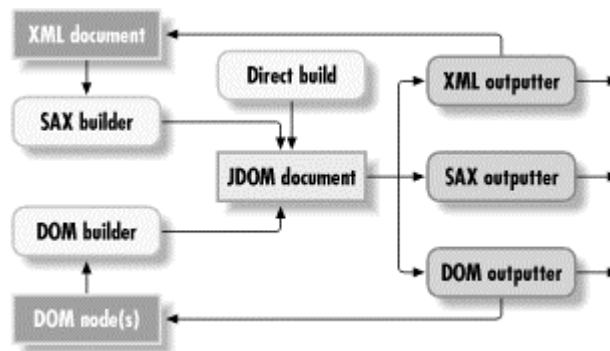 XML document
Direct build
XML outputter
SAX builder
JDOM document
SAX outputter
DOM builder
DOM outputter
DOM node(s)